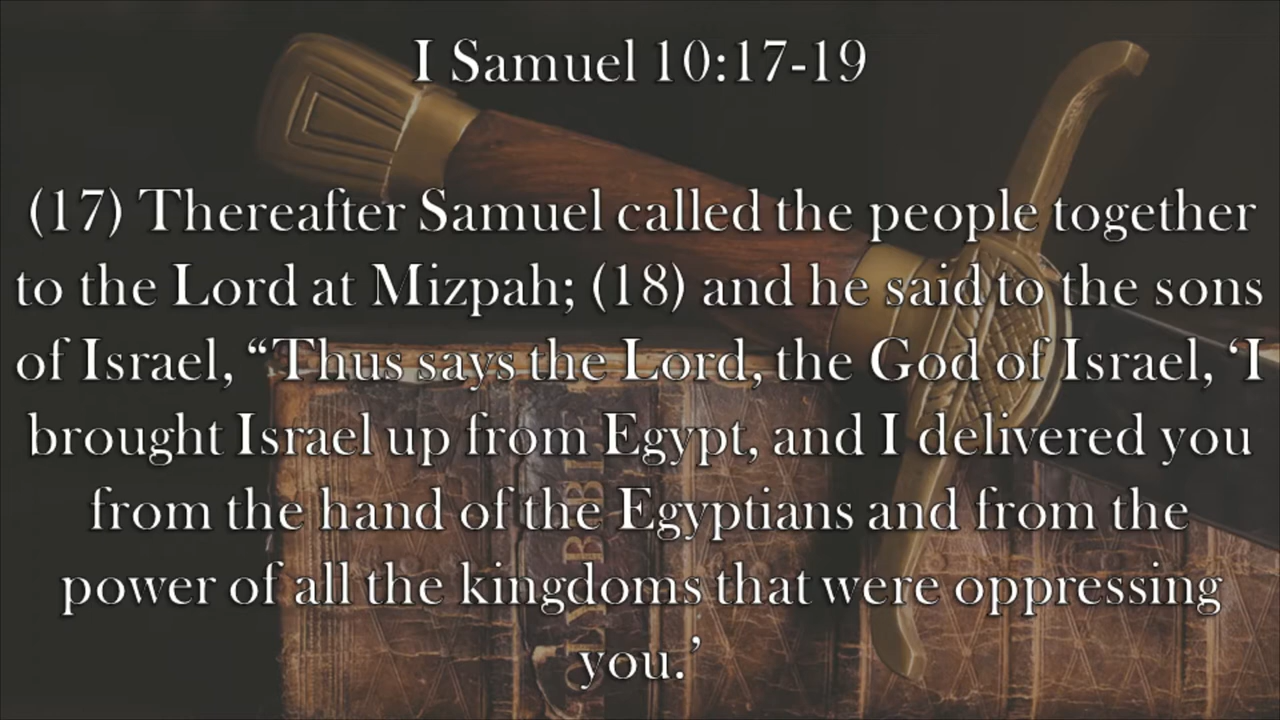 I Samuel 10:17-19
(17) Thereafter Samuel called the people together
to the Lord at Mizpah; (18) and he said to the sons
of Israel, “Thus says the Lord, the God of Israel, ‘I
brought Israel up from Egypt, and I delivered you
from the hand of the Egyptians and from the
power of all the kingdoms that were oppressing
you.’